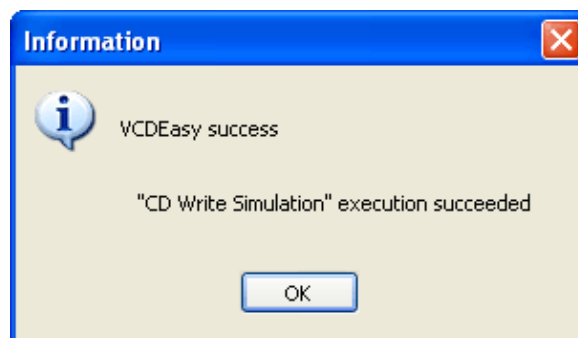 Information
VCDEasy success
"CD Write Simulation" execution succeeded
OK